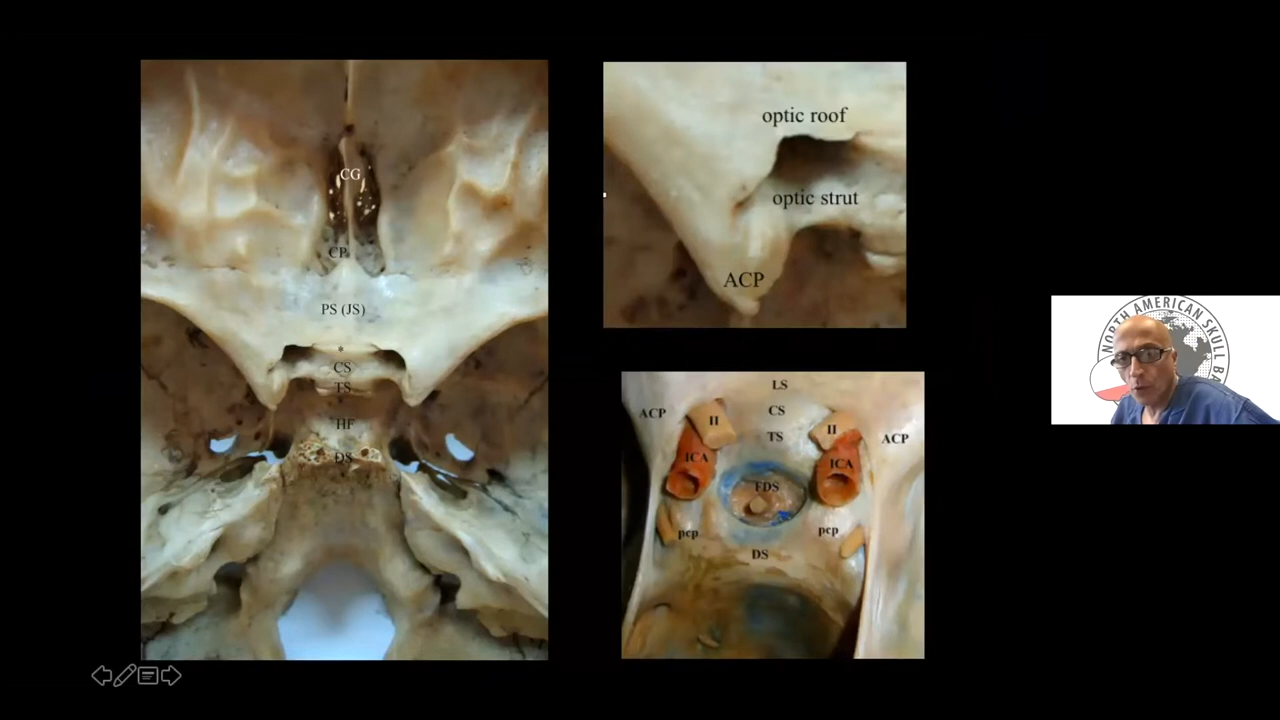 CG
CP
PS (JS)
*
CS
TS
*
HF
DS
optic roof
optic strut
ACP
LS
ACP
CS
II
II
TS
ACP
ICA
ICA
FDS
pcp
pcp
DS
NORTH AMERICAN SKULL BA